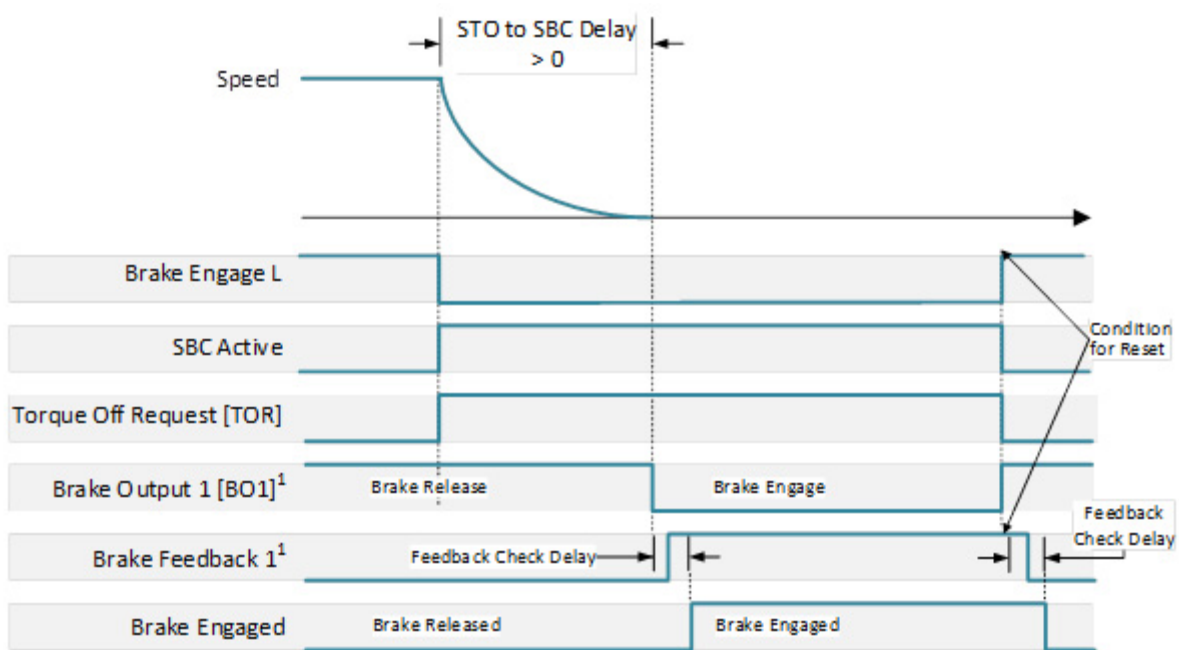 STO to SBC Delay
> 0
Speed
Brake Engage L
SBC Active
Condition
for Reset
Torque Off Request [TOR]
Brake Output 1 [BO1]¹
Brake Release
Brake Engage
Feedback
Check Delay
Brake Feedback 1¹
Feedback Check Delay
Brake Engaged
Brake Released
Brake Engaged